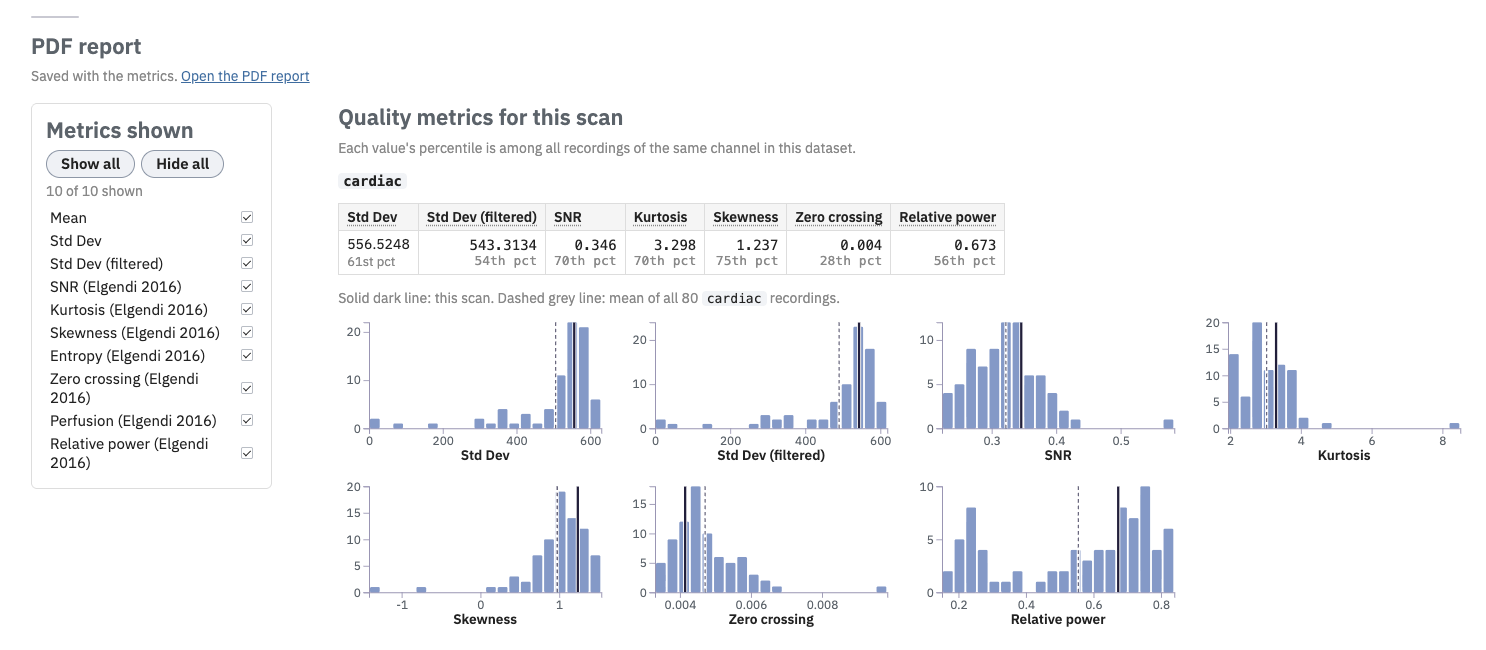 PDF report
Saved with the metrics. Open the PDF report
Metrics shown
Show all Hide all
10 of 10 shown
Mean
Std Dev
Std Dev (filtered)
SNR (Elgendi 2016)
Kurtosis (Elgendi 2016)
Skewness (Elgendi 2016)
Entropy (Elgendi 2016)
Zero crossing (Elgendi
2016)
Perfusion (Elgendi 2016)
Relative power (Elgendi
2016)
Quality metrics for this scan
Each value's percentile is among all recordings of the same channel in this dataset.
cardiac
Std Dev Std Dev (filtered) SNR Kurtosis Skewness Zero crossing Relative power
556.5248 543.3134 0.346 3.298 1.237 0.004 0.673
61st pct 54th pct 70th pct 70th pct 75th pct 28th pct 56th pct
Solid dark line: this scan. Dashed grey line: mean of all 80 cardiac recordings.
20
10
0
0 200 400 600
Std Dev
20
10
0
0 200 400 600
Std Dev (filtered)
10
5
0
0.3 0.4 0.5
SNR
20
15
10
5
0
2 4 6 8
Kurtosis
20
15
10
5
0
-1 0 1
Skewness
15
10
5
0
0.004 0.006 0.008
Zero crossing
10
5
0
0.2 0.4 0.6 0.8
Relative power